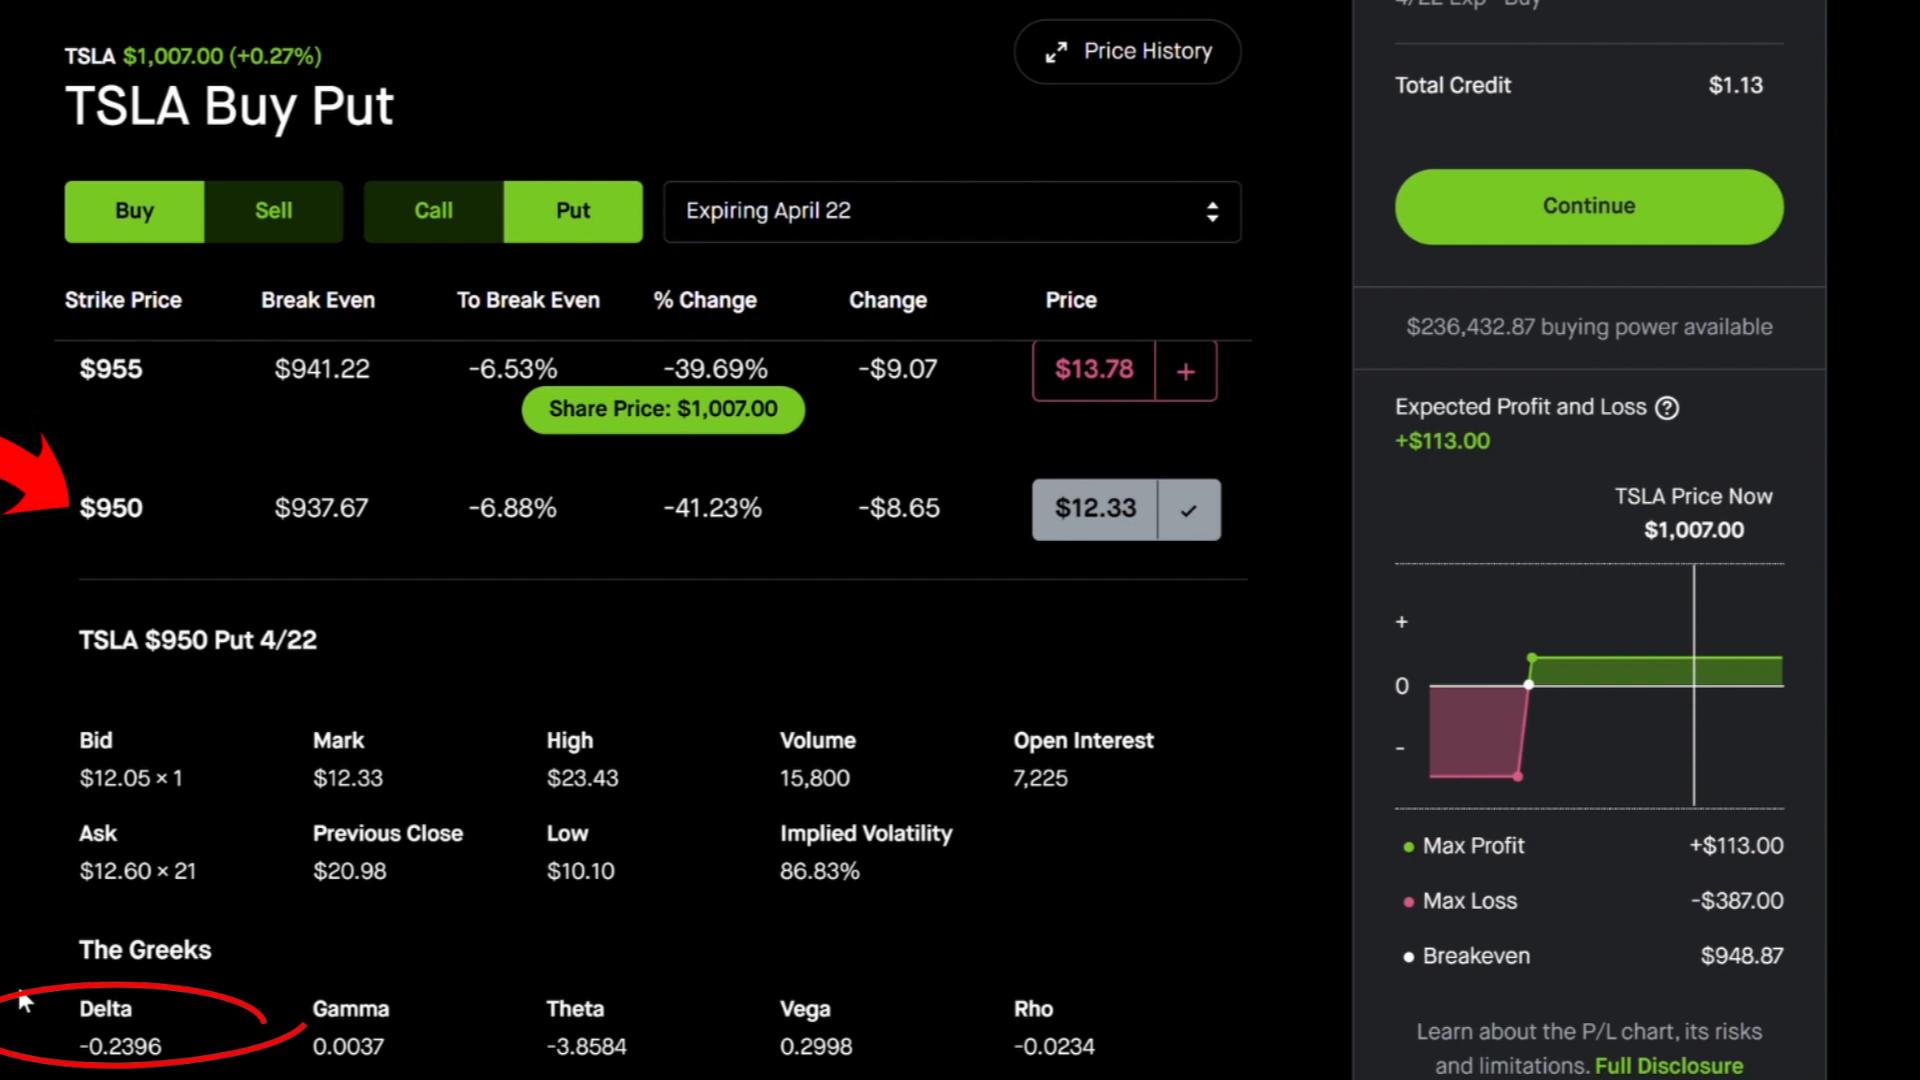 TSLA $1,007.00 (+0.27%)
TSLA Buy Put
Price History
Buy Sell Call Put Expiring April 22
Strike Price Break Even To Break Even % Change Change Price
$955 $941.22 -6.53% -39.69% -$9.07 $13.78 +
Share Price: $1,007.00
$950 $937.67 -6.88% -41.23% -$8.65 $12.33
TSLA $950 Put 4/22
Bid Mark High Volume Open Interest
$12.05 × 1 $12.33 $23.43 15,800 7,225
Ask Previous Close Low Implied Volatility
$12.60 × 21 $20.98 $10.10 86.83%
The Greeks
Delta Gamma Theta Vega Rho
-0.2396 0.0037 -3.8584 0.2998 -0.0234
4/22 Exp · Buy
Total Credit $1.13
Continue
$236,432.87 buying power available
Expected Profit and Loss ?
+$113.00
TSLA Price Now
$1,007.00
+
0
-
Max Profit +$113.00
Max Loss -$387.00
Breakeven $948.87
Learn about the P/L chart, its risks
and limitations. Full Disclosure